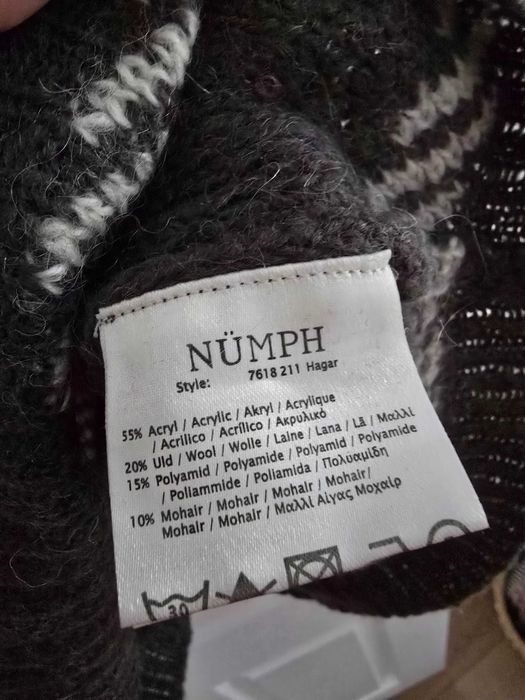 NÜMPH
Style: 7618 211 Hagar
55% Acryl / Acrylic / Akryl / Acrylique
/ Acrilico / Acrílico / Ακρυλικό
20% Uld / Wool / Wolle / Laine / Lana / Lã / Μαλλί
15% Polyamid / Polyamide / Polyamid / Polyamide
/ Poliammide / Poliamida / Πολυαμίδη
10% Mohair / Mohair / Mohair / Mohair/
Mohair / Mohair / Μαλλί Αίγας Μοχαίρ
30